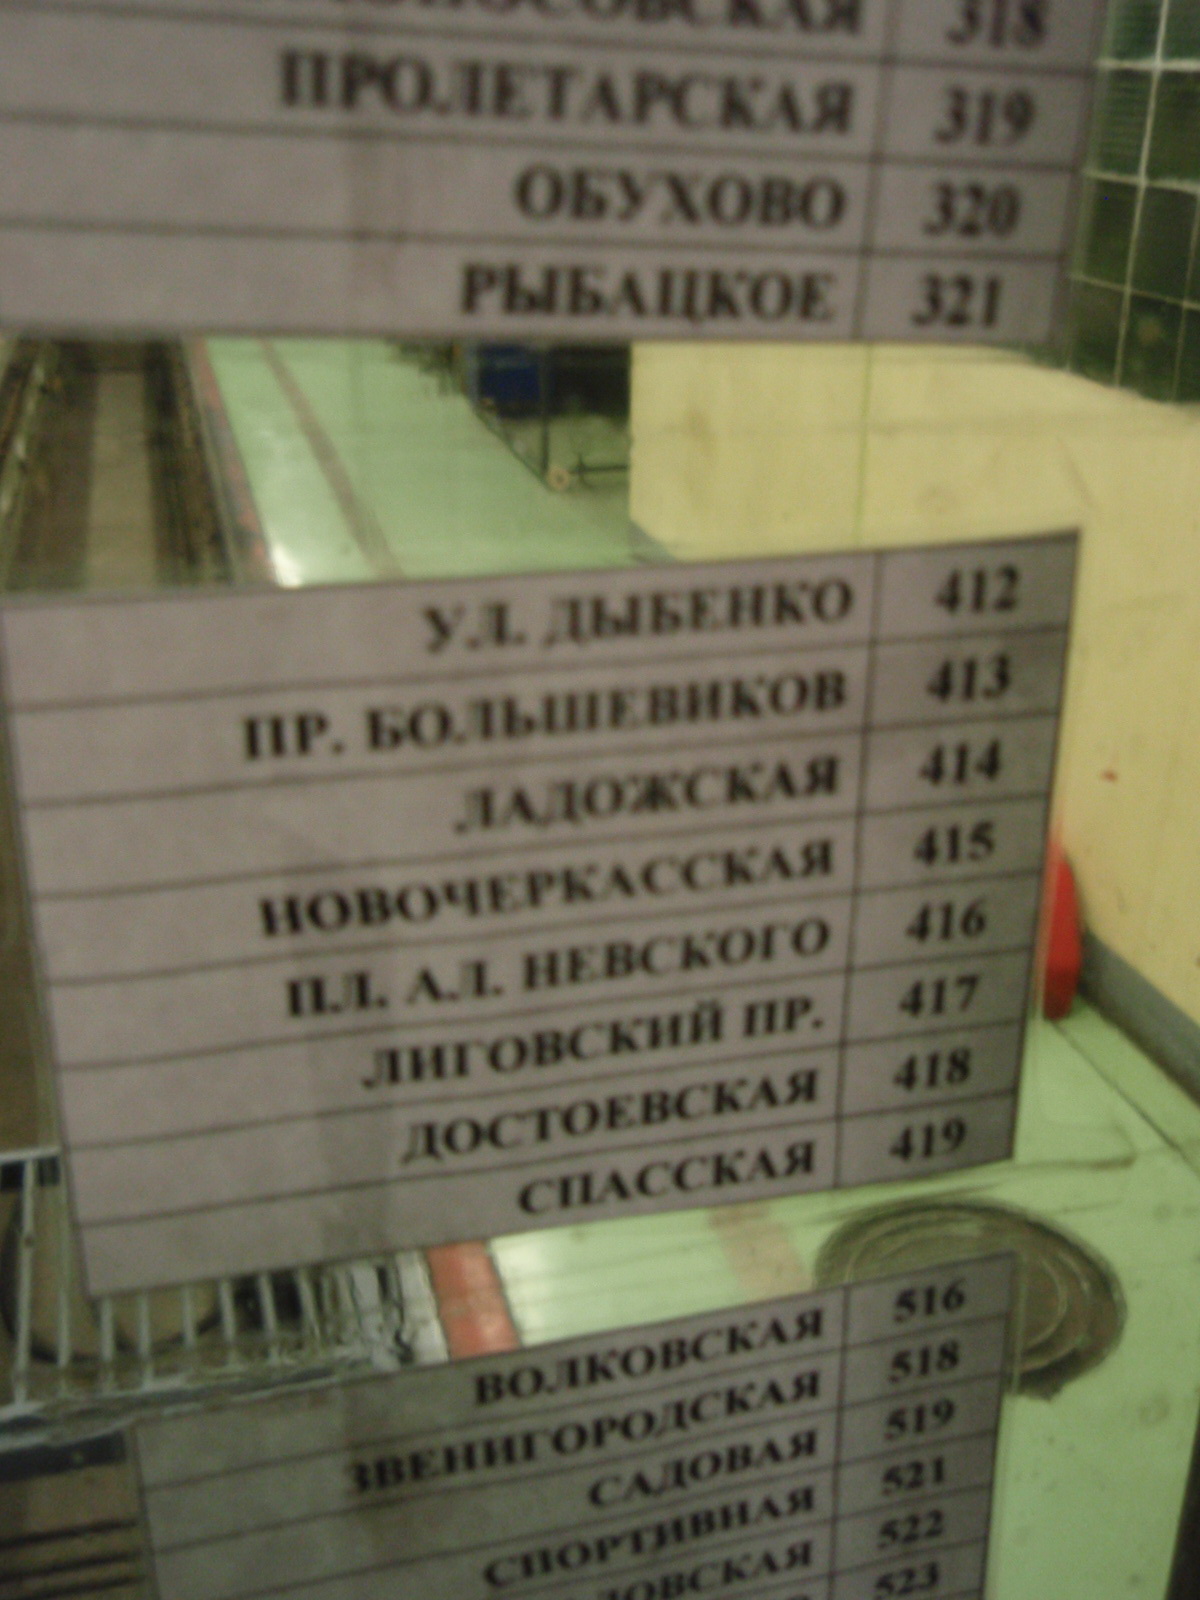 318
ПРОЛЕТАРСКАЯ 319
ОБУХОВО 320
РЫБАЦКОЕ 321
УЛ. ДЫБЕНКО 412
ПР. БОЛЬШЕВИКОВ 413
ЛАДОЖСКАЯ 414
НОВОЧЕРКАССКАЯ 415
ПЛ. АЛ. НЕВСКОГО 416
ЛИГОВСКИЙ ПР. 417
ДОСТОЕВСКАЯ 418
СПАССКАЯ 419
ВОЛКОВСКАЯ 516
ЗВЕНИГОРОДСКАЯ 518
САДОВАЯ 519
СПОРТИВНАЯ 521
522
523